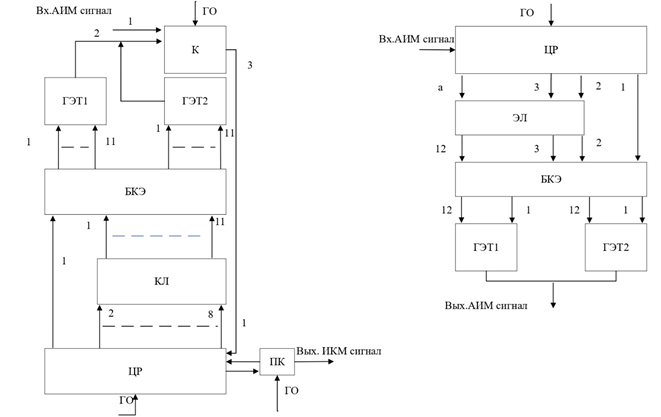 Вх.АИМ сигнал
1
ГО
2
К
3
ГЭТ1
ГЭТ2
1
11
1
11
БКЭ
1
11
1
КЛ
2
8
1
ЦР
ПК
Вых. ИКМ сигнал
ГО
ГО
ГО
Вх.АИМ сигнал
ЦР
а
3
2
1
ЭЛ
12
3
2
БКЭ
12
1
12
1
ГЭТ1
ГЭТ2
Вых.АИМ сигнал